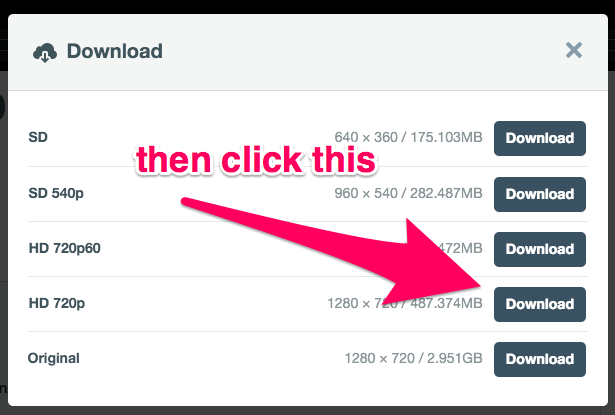 Download
SD 640 × 360 / 175.103MB Download
then click this
SD 540p 960 × 540 / 282.487MB Download
HD 720p60 472MB Download
HD 720p 1280 × 720 / 487.374MB Download
Original 1280 × 720 / 2.951GB Download